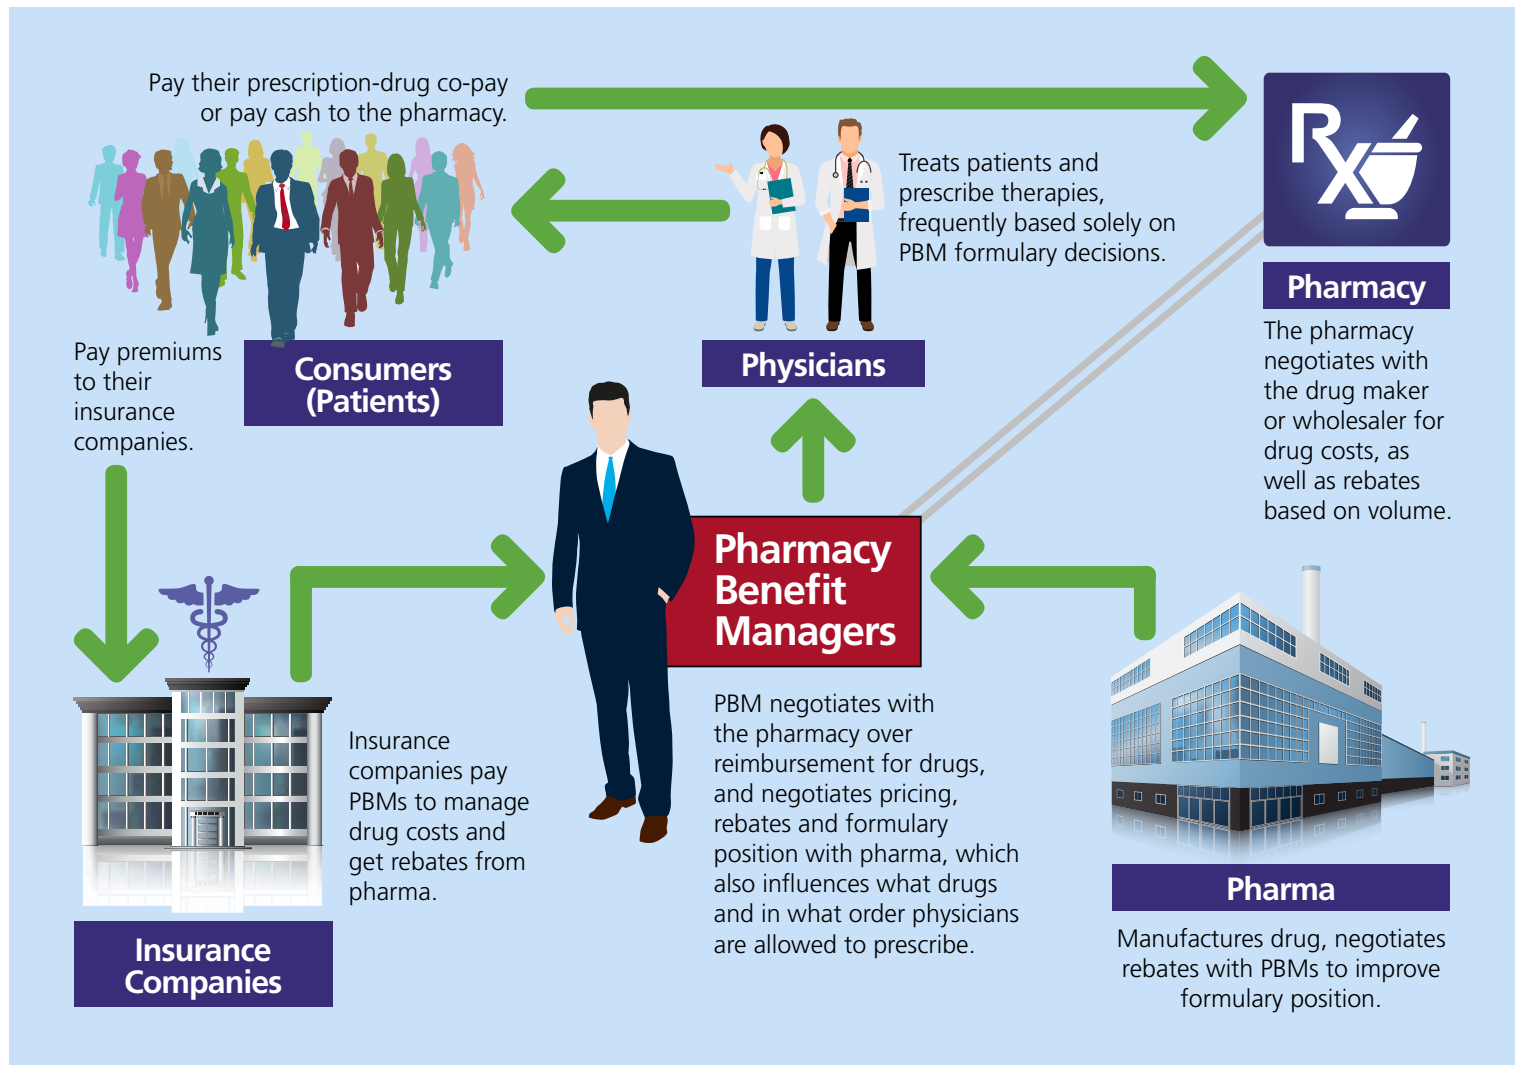 Pay their prescription-drug co-pay
or pay cash to the pharmacy.
Rx
Treats patients and
prescribe therapies,
frequently based solely on
PBM formulary decisions.
Pharmacy
The pharmacy
negotiates with
the drug maker
or wholesaler for
drug costs, as
well as rebates
based on volume.
Physicians
Consumers
(Patients)
Pay premiums
to their
insurance
companies.
Pharmacy
Benefit
Managers
PBM negotiates with
the pharmacy over
reimbursement for drugs,
and negotiates pricing,
rebates and formulary
position with pharma, which
also influences what drugs
and in what order physicians
are allowed to prescribe.
Insurance
companies pay
PBMs to manage
drug costs and
get rebates from
pharma.
Insurance
Companies
Pharma
Manufactures drug, negotiates
rebates with PBMs to improve
formulary position.